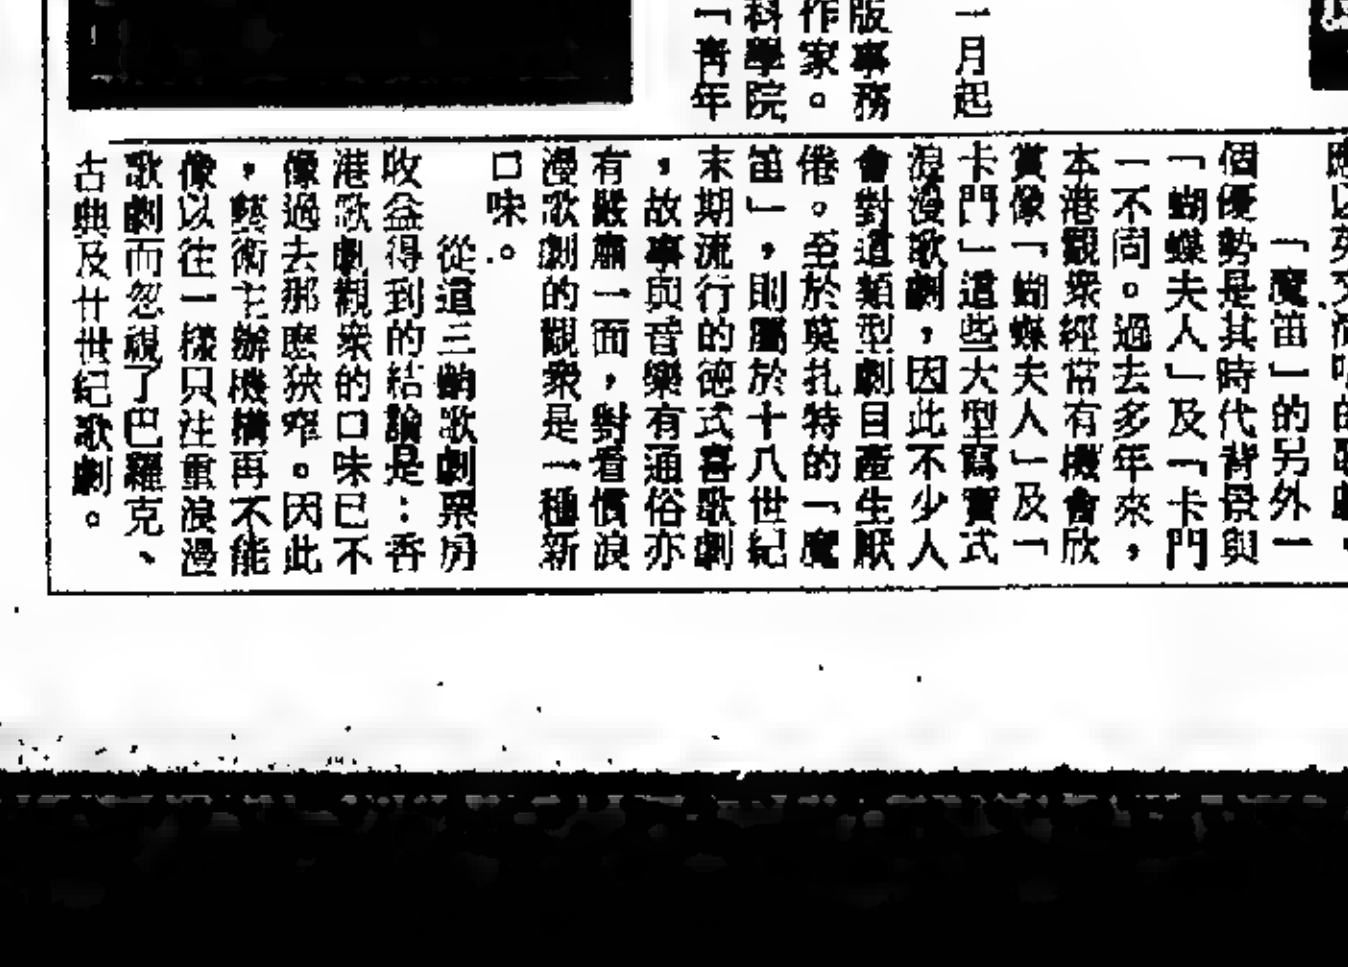 一月起
版事務
作家。
科學院
「青年
「魔笛」的另外一
個優勢是其時代背景與
「蝴蝶夫人」及「卡門
一不同。過去多年來，
本港觀衆經常有機會欣
賞像「蝴蝶夫人」及「
卡門」這些大型寫實式
浪漫歌劇，因此不少人
會對這類型劇目產生厭
倦。至於莫扎特的「魔
笛」，則屬於十八世紀
末期流行的德式喜歌劇
，故事與音樂有通俗亦
有嚴肅一面，對看慣浪
漫歌劇的觀衆是一種新
口味。
從這三齣歌劇票房
收益得到的結論是：香
港歌劇觀衆的口味已不
像過去那麽狹窄。因此
，藝術主辦機構再不能
像以往一樣只注重浪漫
歌劇而忽視了巴羅克、
古典及廿世紀歌劇。